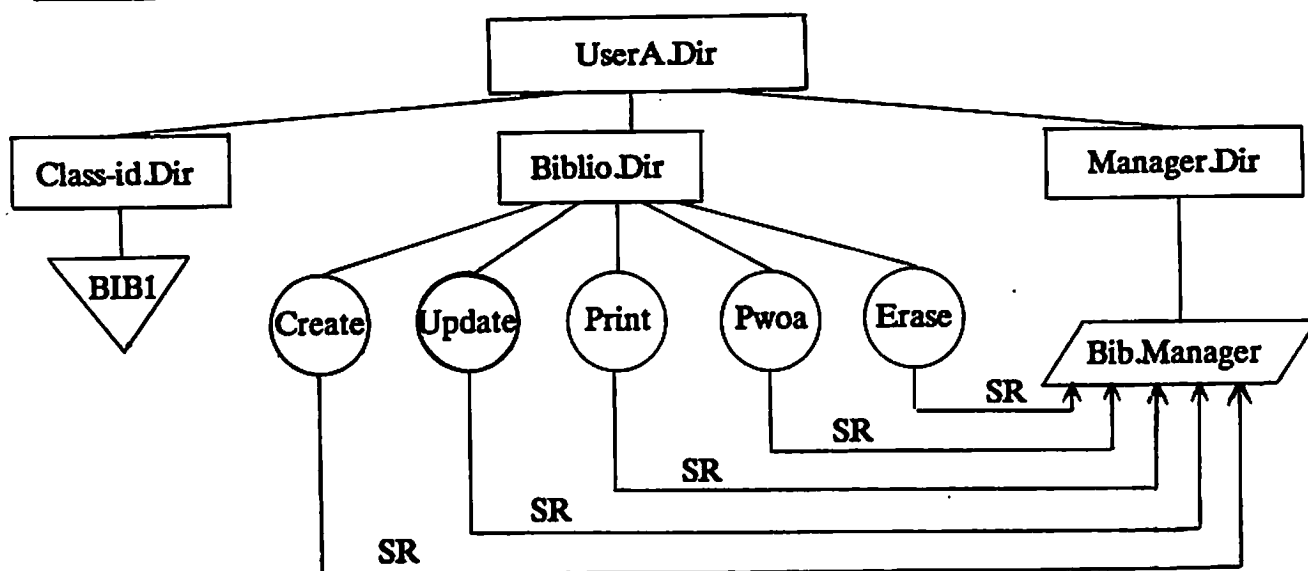 UserA.Dir
Class-id.Dir
Biblio.Dir
Manager.Dir
BIB1
Create
Update
Print
Pwoa
Erase
Bib.Manager
SR
SR
SR
SR
SR